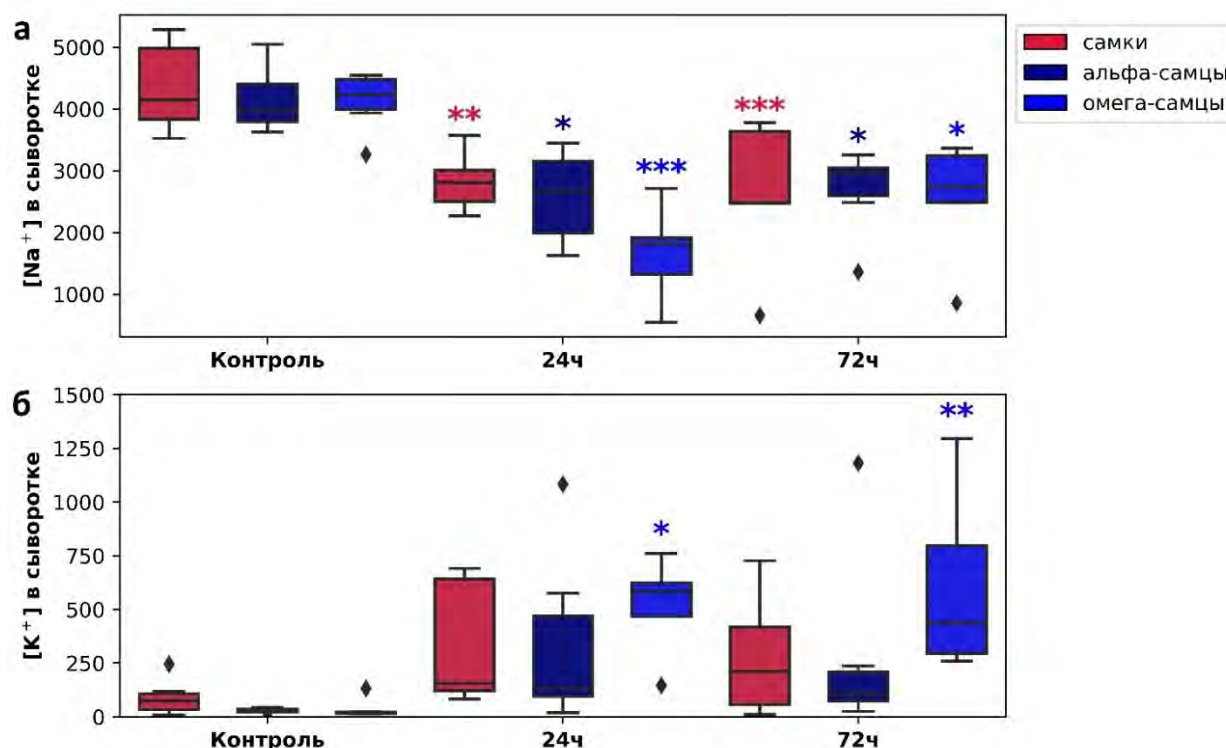 а
[Na⁺] в сыворотке
5000
4000
3000
2000
1000
** * *** *** * *
Контроль 24ч 72ч
самки
альфа-самцы
омега-самцы
б
[K⁺] в сыворотке
1500
1250
1000
750
500
250
0
* **
Контроль 24ч 72ч